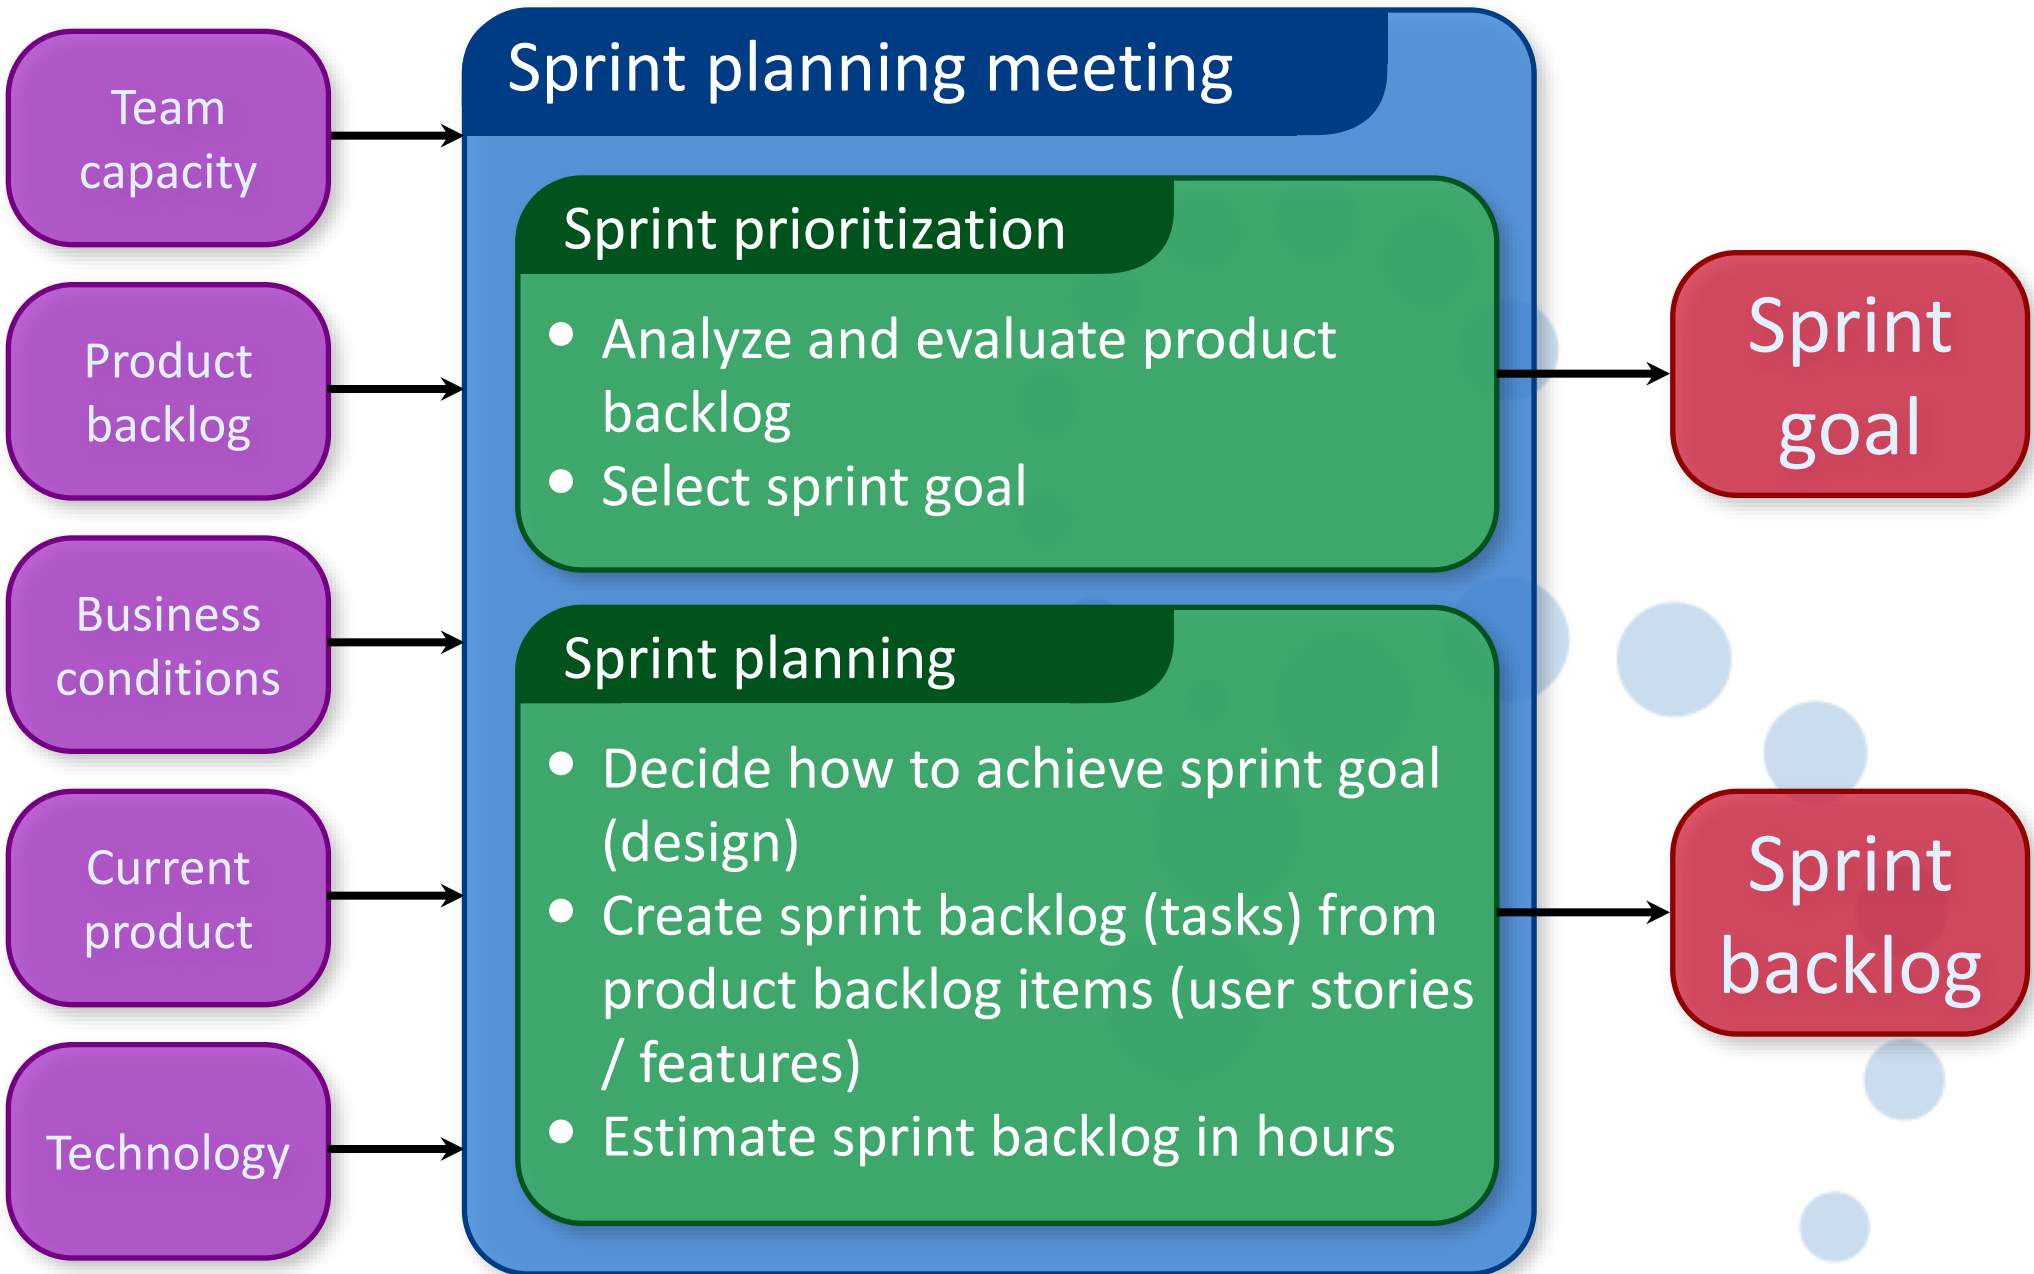 Team
capacity
Product
backlog
Business
conditions
Current
product
Technology
Sprint planning meeting
Sprint prioritization
• Analyze and evaluate product
backlog
• Select sprint goal
Sprint planning
• Decide how to achieve sprint goal
(design)
• Create sprint backlog (tasks) from
product backlog items (user stories
/ features)
• Estimate sprint backlog in hours
Sprint
goal
Sprint
backlog